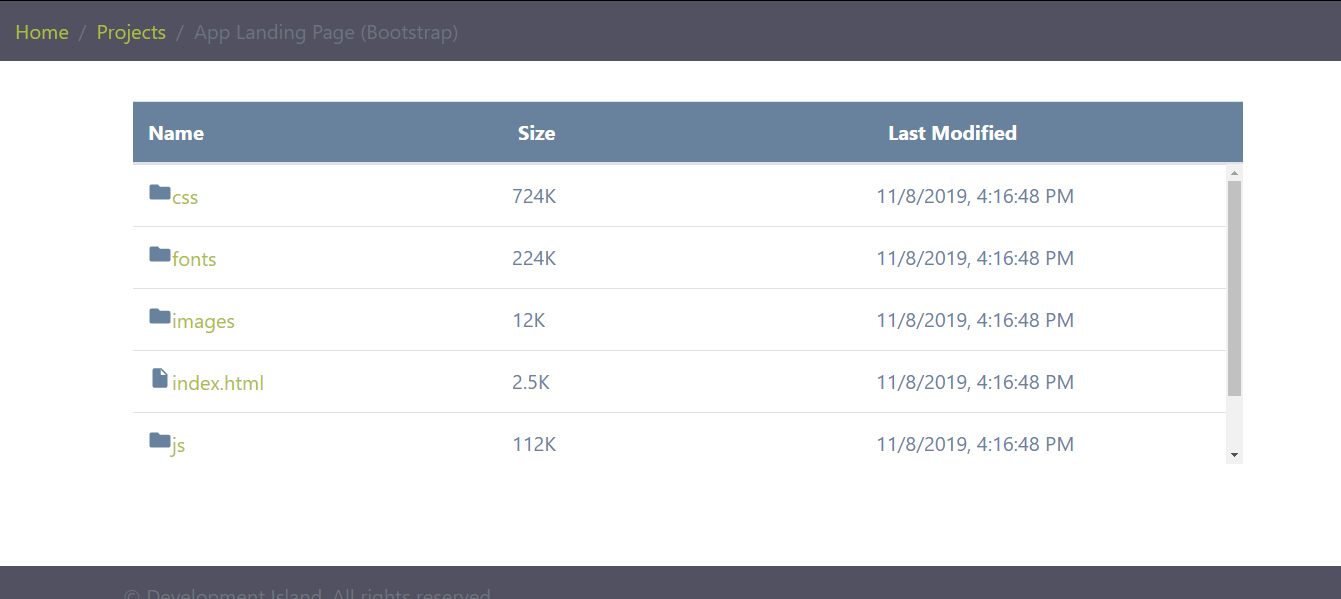 Home / Projects / App Landing Page (Bootstrap)
Name Size Last Modified
css 724K 11/8/2019, 4:16:48 PM
fonts 224K 11/8/2019, 4:16:48 PM
images 12K 11/8/2019, 4:16:48 PM
index.html 2.5K 11/8/2019, 4:16:48 PM
js 112K 11/8/2019, 4:16:48 PM
© Development Island. All rights reserved